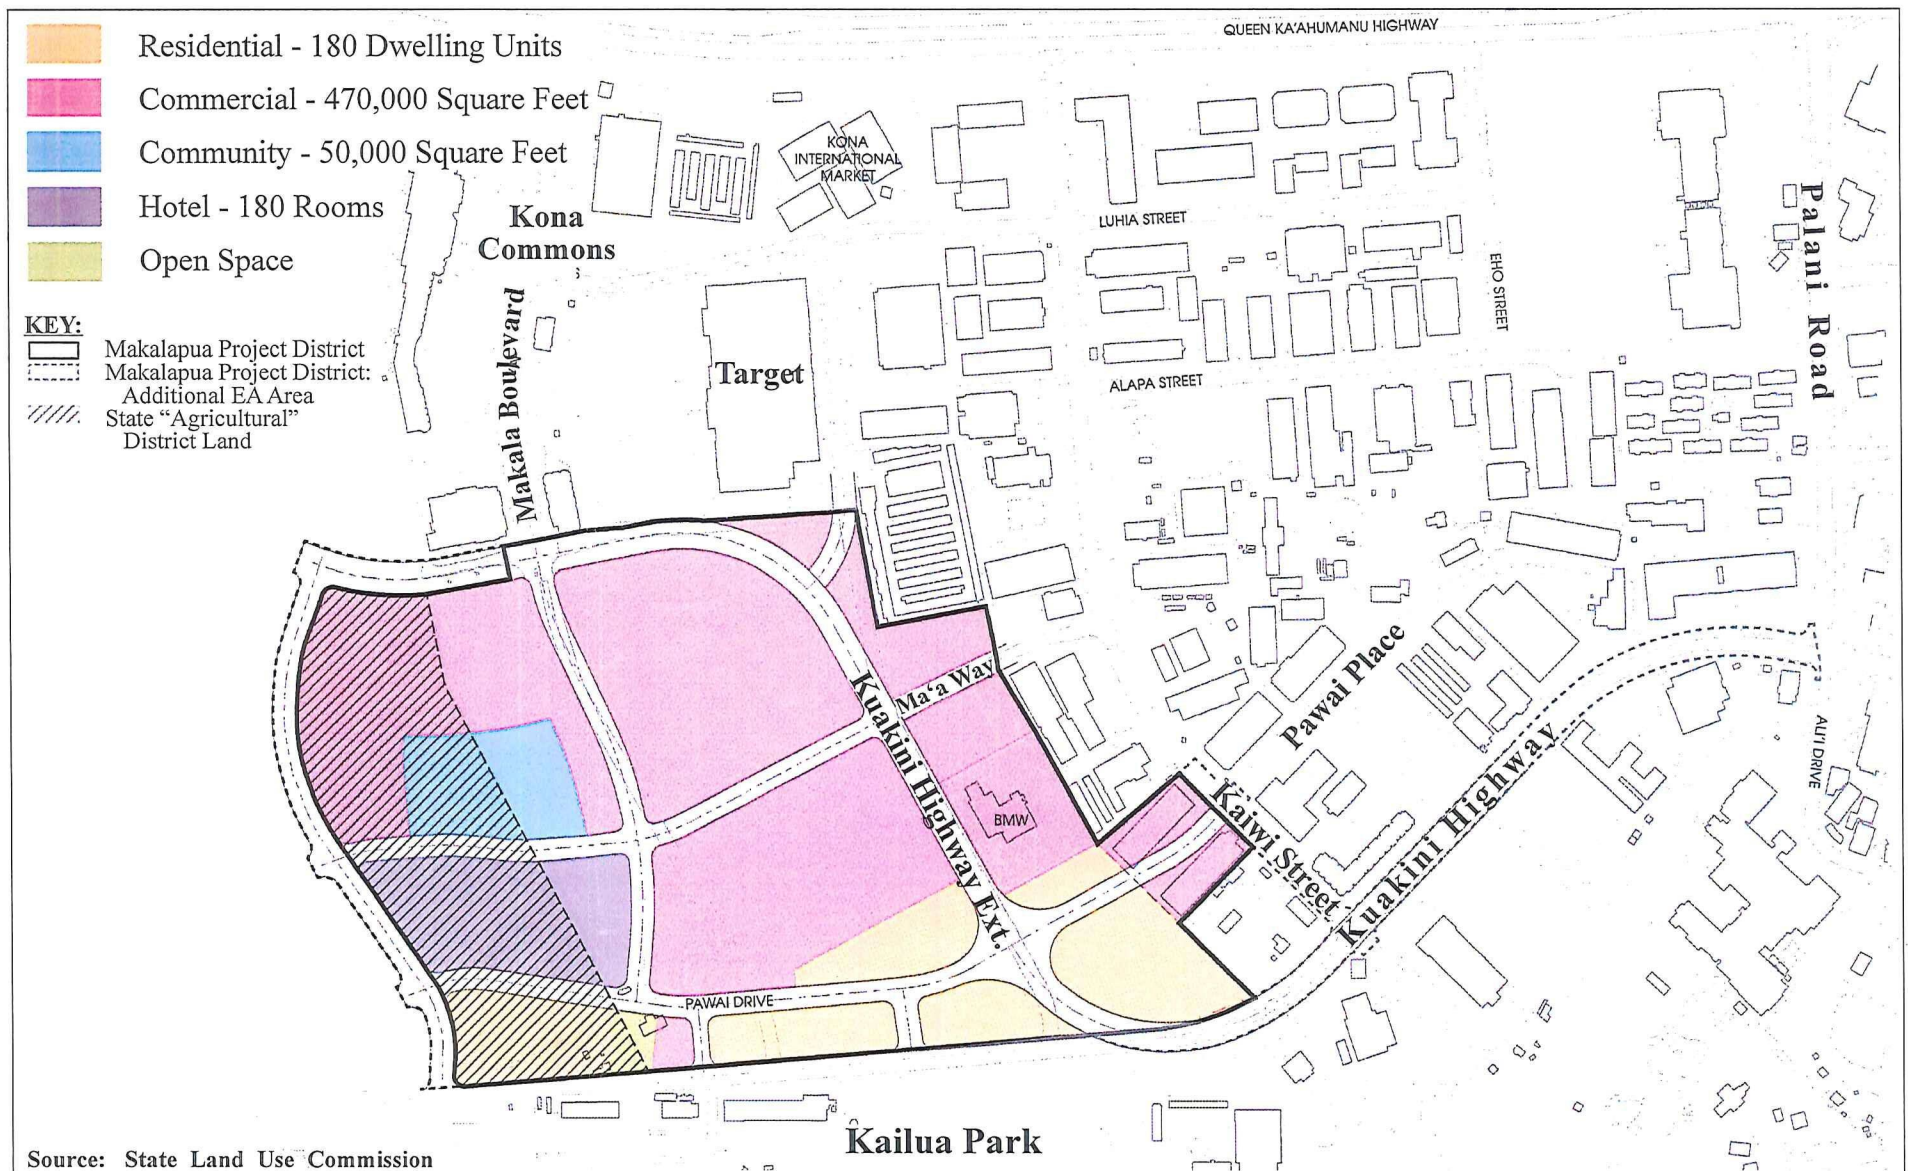 Residential - 180 Dwelling Units
Commercial - 470,000 Square Feet
Community - 50,000 Square Feet
Hotel - 180 Rooms
Open Space
KEY:
Makalapua Project District
Makalapua Project District:
Additional EA Area
State “Agricultural”
District Land
QUEEN KA'AHUMANU HIGHWAY
KONA
INTERNATIONAL
MARKET
Kona
Commons
LUHIA STREET
EHO STREET
Palani Road
Makala Boulevard
Target
ALAPA STREET
Pawai Place
Ma‘a Way
Kuakini Highway Ext.
BMW
Kaiwi Street
Kuakini Highway
ALI'I DRIVE
PAWAI DRIVE
Kailua Park
Source: State Land Use Commission